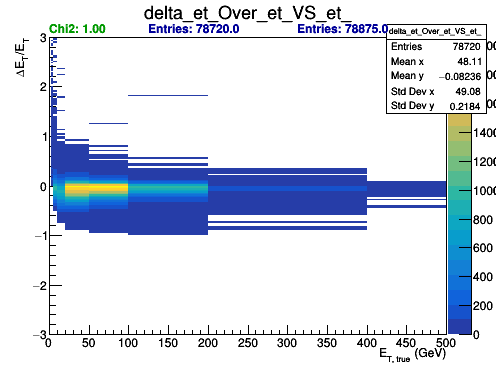 delta_et_Over_et_VS_et_
Chi2: 1.00 Entries: 78720.0 Entries: 78875.0
delta_et_Over_et_VS_et_
Entries 78720
Mean x 48.11
Mean y −0.08236
Std Dev x 49.08
Std Dev y 0.2184
ΔE_T/E_T
3
2
1
0
−1
−2
−3
0 50 100 150 200 250 300 350 400 450 500
E_T, true (GeV)
1400
1200
1000
800
600
400
200
0